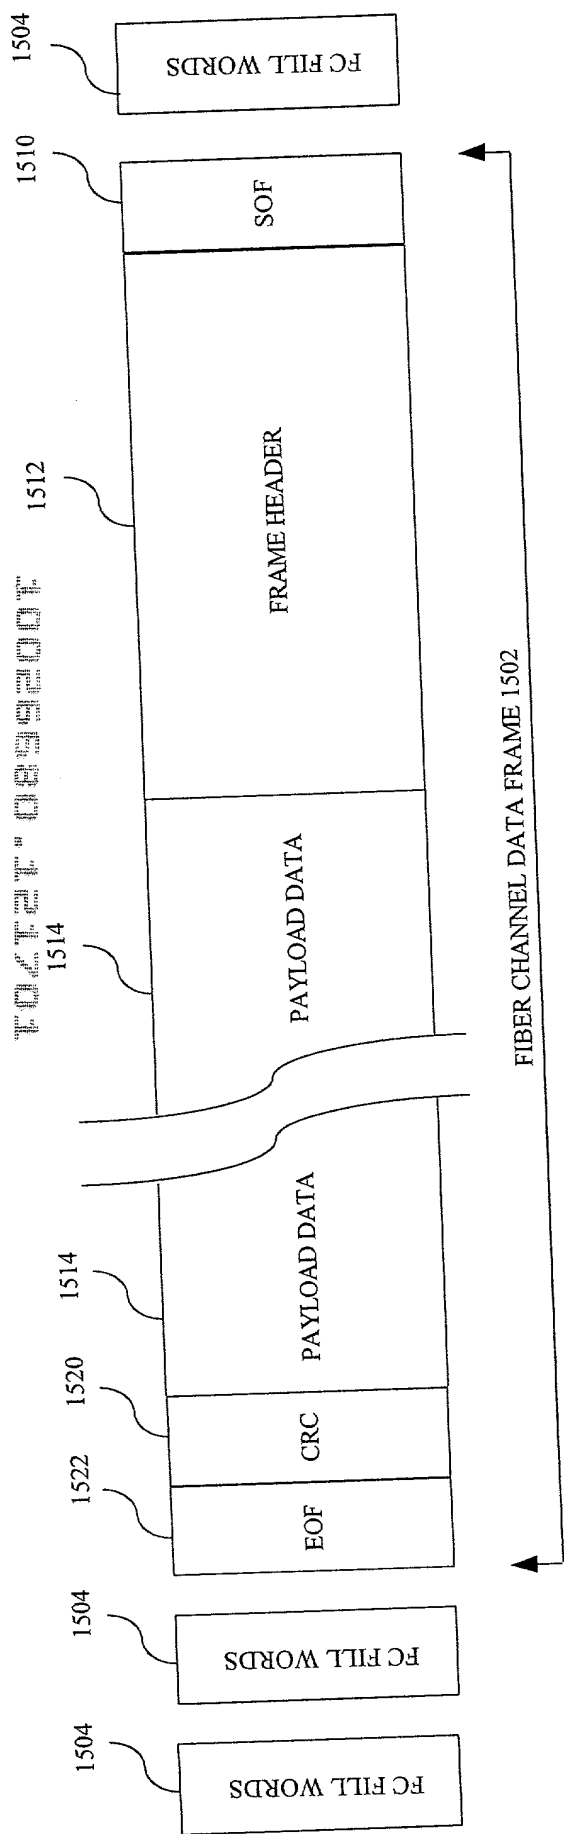 1504
1504
1522
1520
1514
1514
1512
1510
1504
FC FILL WORDS
FC FILL WORDS
EOF
CRC
PAYLOAD DATA
PAYLOAD DATA
FRAME HEADER
SOF
FC FILL WORDS
FIBER CHANNEL DATA FRAME 1502